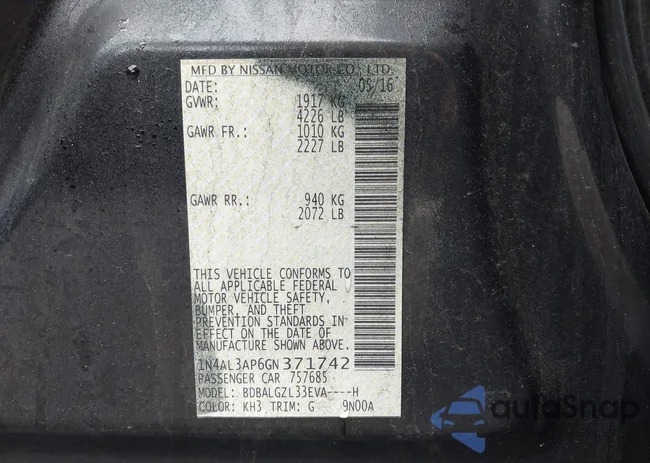 MFD BY NISSAN MOTOR CO., LTD.
DATE: 05/16
GVWR: 1917 KG
4226 LB
GAWR FR.: 1010 KG
2227 LB
GAWR RR.: 940 KG
2072 LB
THIS VEHICLE CONFORMS TO
ALL APPLICABLE FEDERAL
MOTOR VEHICLE SAFETY,
BUMPER, AND THEFT
PREVENTION STANDARDS IN
EFFECT ON THE DATE OF
MANUFACTURE SHOWN ABOVE.
1N4AL3AP6GN371742
PASSENGER CAR 757685
MODEL: BDBALGZL33EVA----H
COLOR: KH3 TRIM: G 9N00A
autoSnap